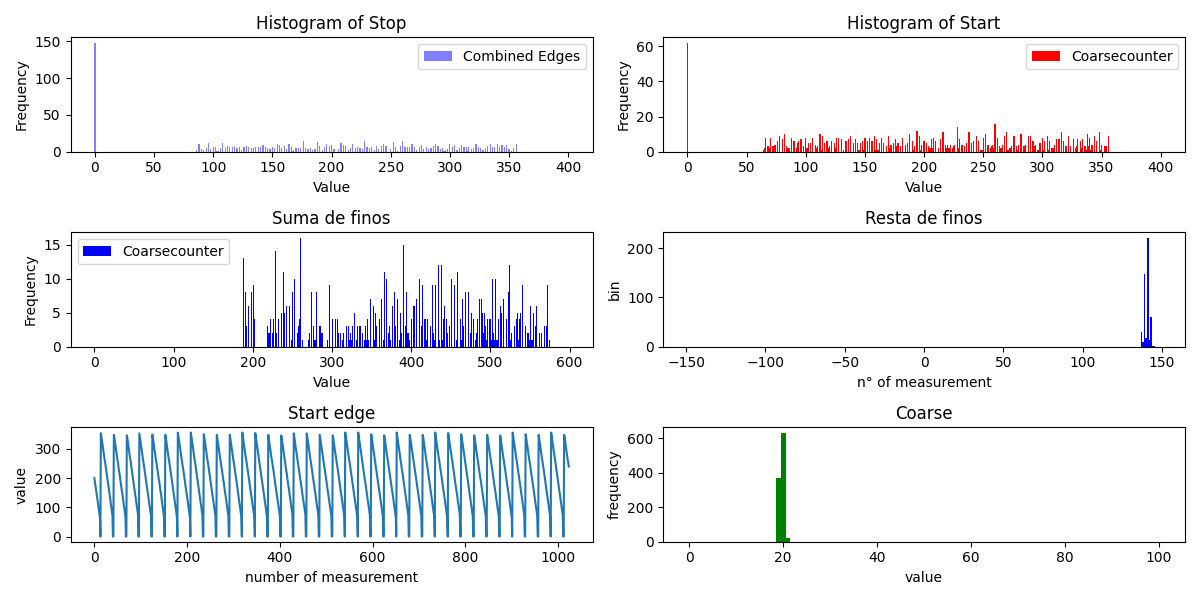 Histogram of Stop
Frequency
150
100
50
0
Combined Edges
0 50 100 150 200 250 300 350 400
Value
Histogram of Start
Frequency
60
40
20
0
Coarsecounter
0 50 100 150 200 250 300 350 400
Value
Suma de finos
Frequency
15
10
5
0
Coarsecounter
0 100 200 300 400 500 600
Value
Resta de finos
bin
200
100
0
−150 −100 −50 0 50 100 150
n° of measurement
Start edge
value
300
200
100
0
0 200 400 600 800 1000
number of measurement
Coarse
frequency
600
400
200
0
0 20 40 60 80 100
value